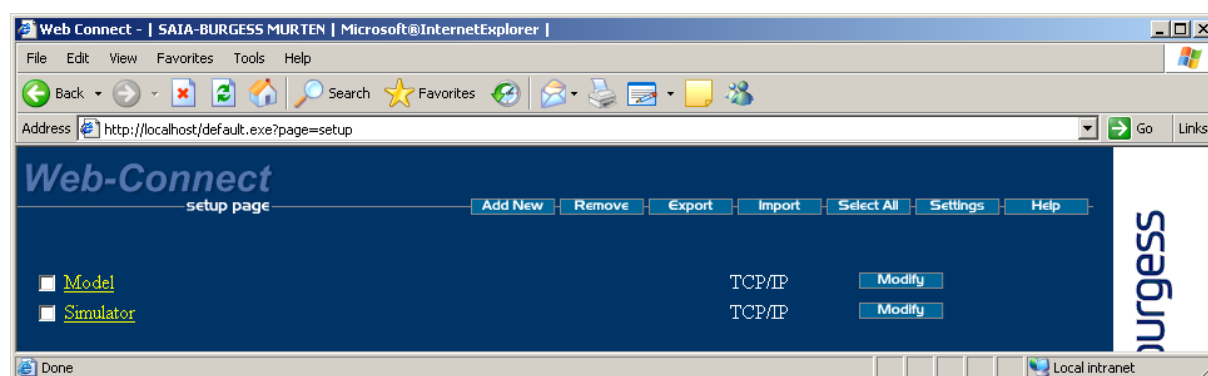 Web Connect - | SAIA-BURGESS MURTEN | Microsoft®InternetExplorer |
File Edit View Favorites Tools Help
Back Search Favorites
Address http://localhost/default.exe?page=setup Go Links
Web-Connect
setup page Add New Remove Export Import Select All Settings Help
Model TCP/IP Modify
Simulator TCP/IP Modify
burgess
Done Local intranet